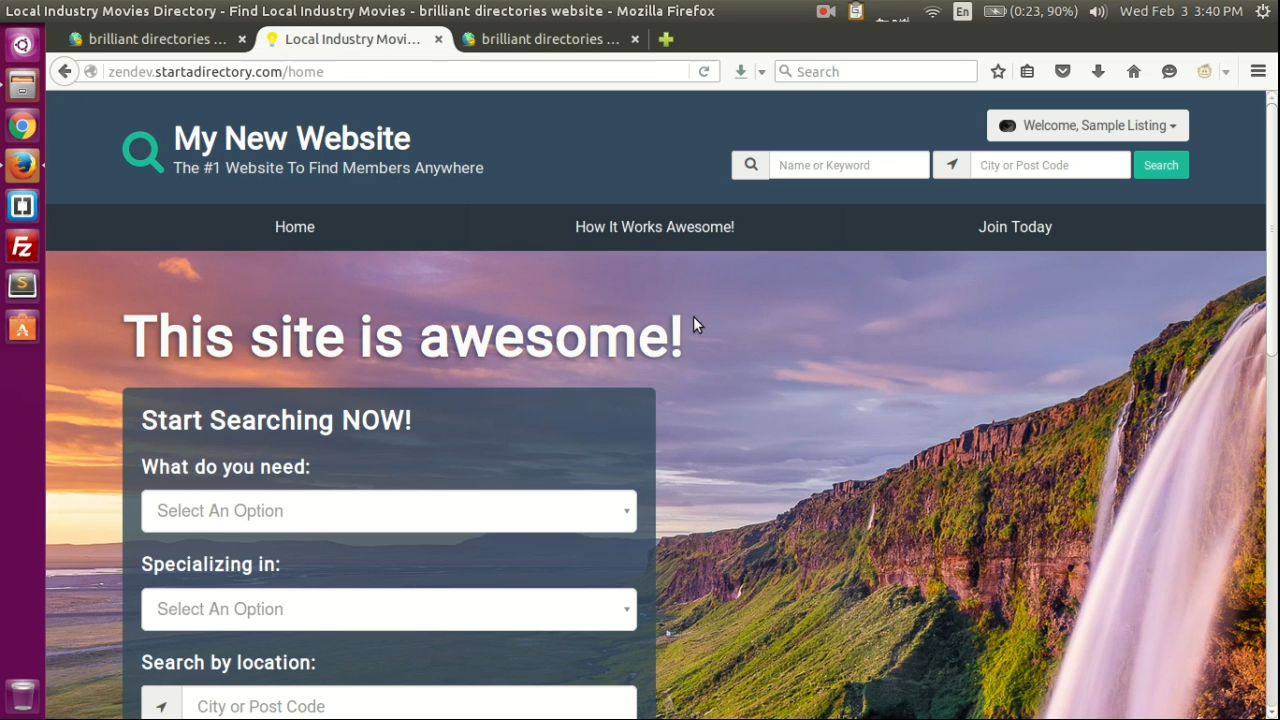 Local Industry Movies Directory - Find Local Industry Movies - brilliant directories website - Mozilla Firefox
En
(0:23, 90%)
Wed Feb 3 3:40 PM
brilliant directories ...
Local Industry Movi...
brilliant directories ...
zendev.startadirectory.com/home
Search
My New Website
The #1 Website To Find Members Anywhere
Welcome, Sample Listing
Name or Keyword
City or Post Code
Search
Home
How It Works Awesome!
Join Today
This site is awesome!
Start Searching NOW!
What do you need:
Select An Option
Specializing in:
Select An Option
Search by location:
City or Post Code